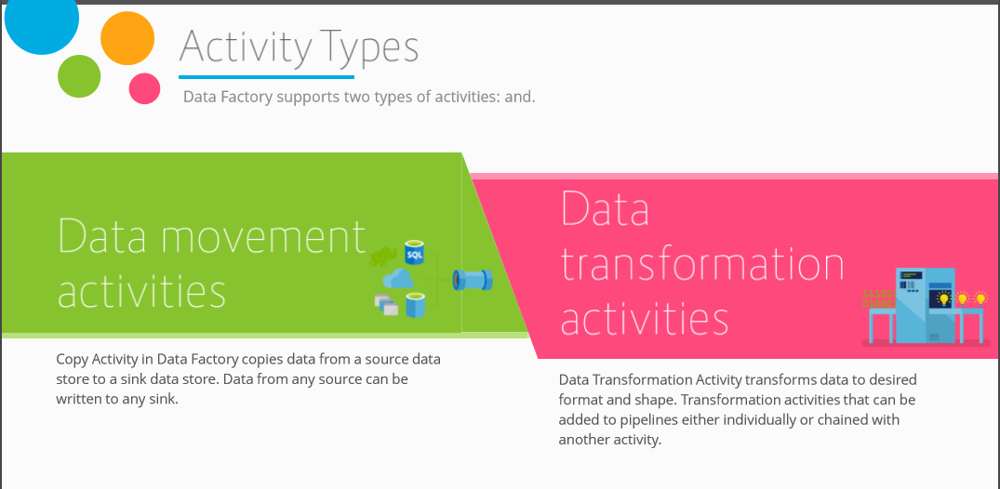 Activity Types
Data Factory supports two types of activities: and.
Data movement
activities
SQL
Copy Activity in Data Factory copies data from a source data
store to a sink data store. Data from any source can be
written to any sink.
Data
transformation
activities
Data Transformation Activity transforms data to desired
format and shape. Transformation activities that can be
added to pipelines either individually or chained with
another activity.